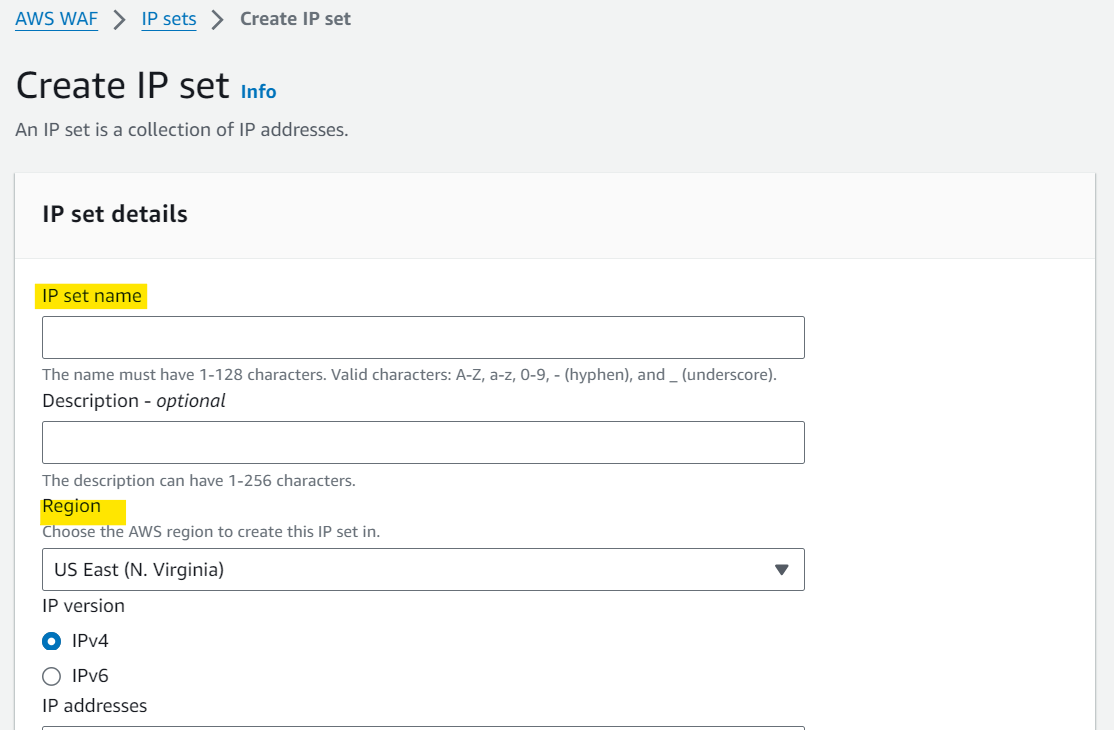 AWS WAF > IP sets > Create IP set
Create IP set Info
An IP set is a collection of IP addresses.
IP set details
IP set name
The name must have 1-128 characters. Valid characters: A-Z, a-z, 0-9, - (hyphen), and _ (underscore).
Description - optional
The description can have 1-256 characters.
Region
Choose the AWS region to create this IP set in.
US East (N. Virginia)
IP version
IPv4
IPv6
IP addresses